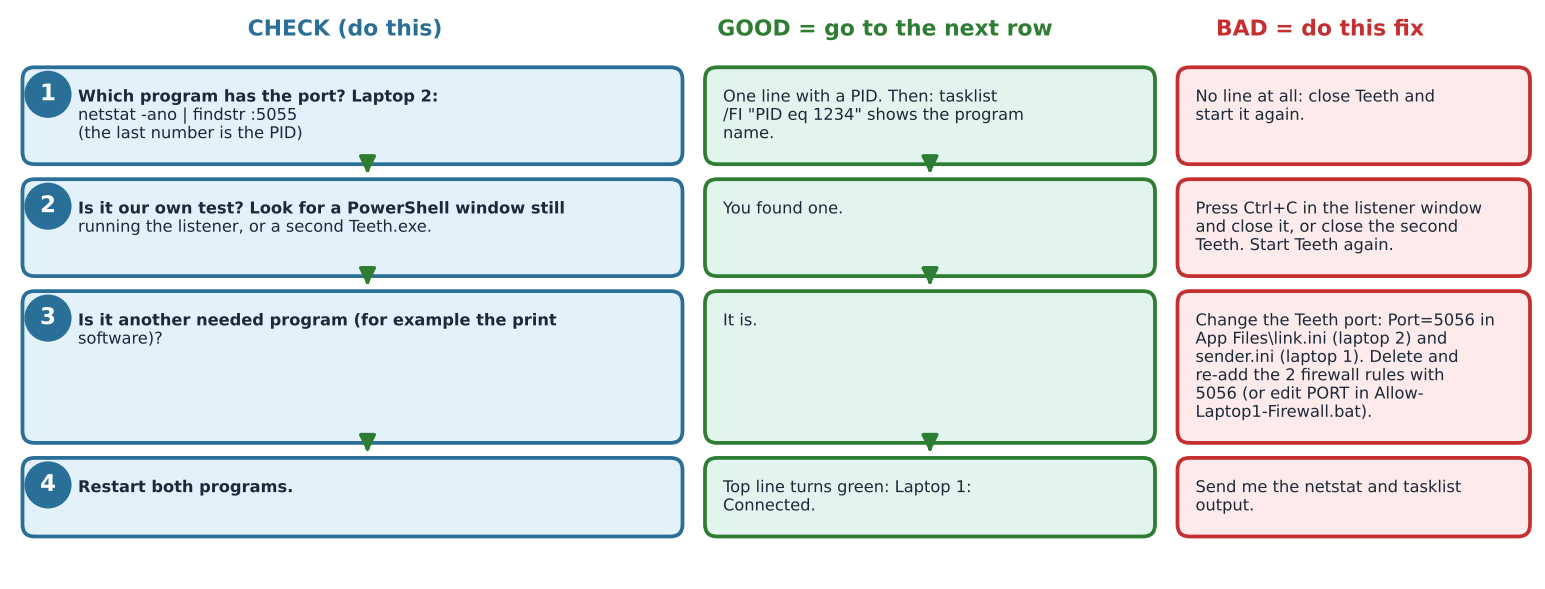 CHECK (do this)
GOOD = go to the next row
BAD = do this fix
1
Which program has the port? Laptop 2:
netstat -ano | findstr :5055
(the last number is the PID)
One line with a PID. Then: tasklist
/FI "PID eq 1234" shows the program
name.
No line at all: close Teeth and
start it again.
2
Is it our own test? Look for a PowerShell window still
running the listener, or a second Teeth.exe.
You found one.
Press Ctrl+C in the listener window
and close it, or close the second
Teeth. Start Teeth again.
3
Is it another needed program (for example the print
software)?
It is.
Change the Teeth port: Port=5056 in
App Files\link.ini (laptop 2) and
sender.ini (laptop 1). Delete and
re-add the 2 firewall rules with
5056 (or edit PORT in Allow-
Laptop1-Firewall.bat).
4
Restart both programs.
Top line turns green: Laptop 1:
Connected.
Send me the netstat and tasklist
output.